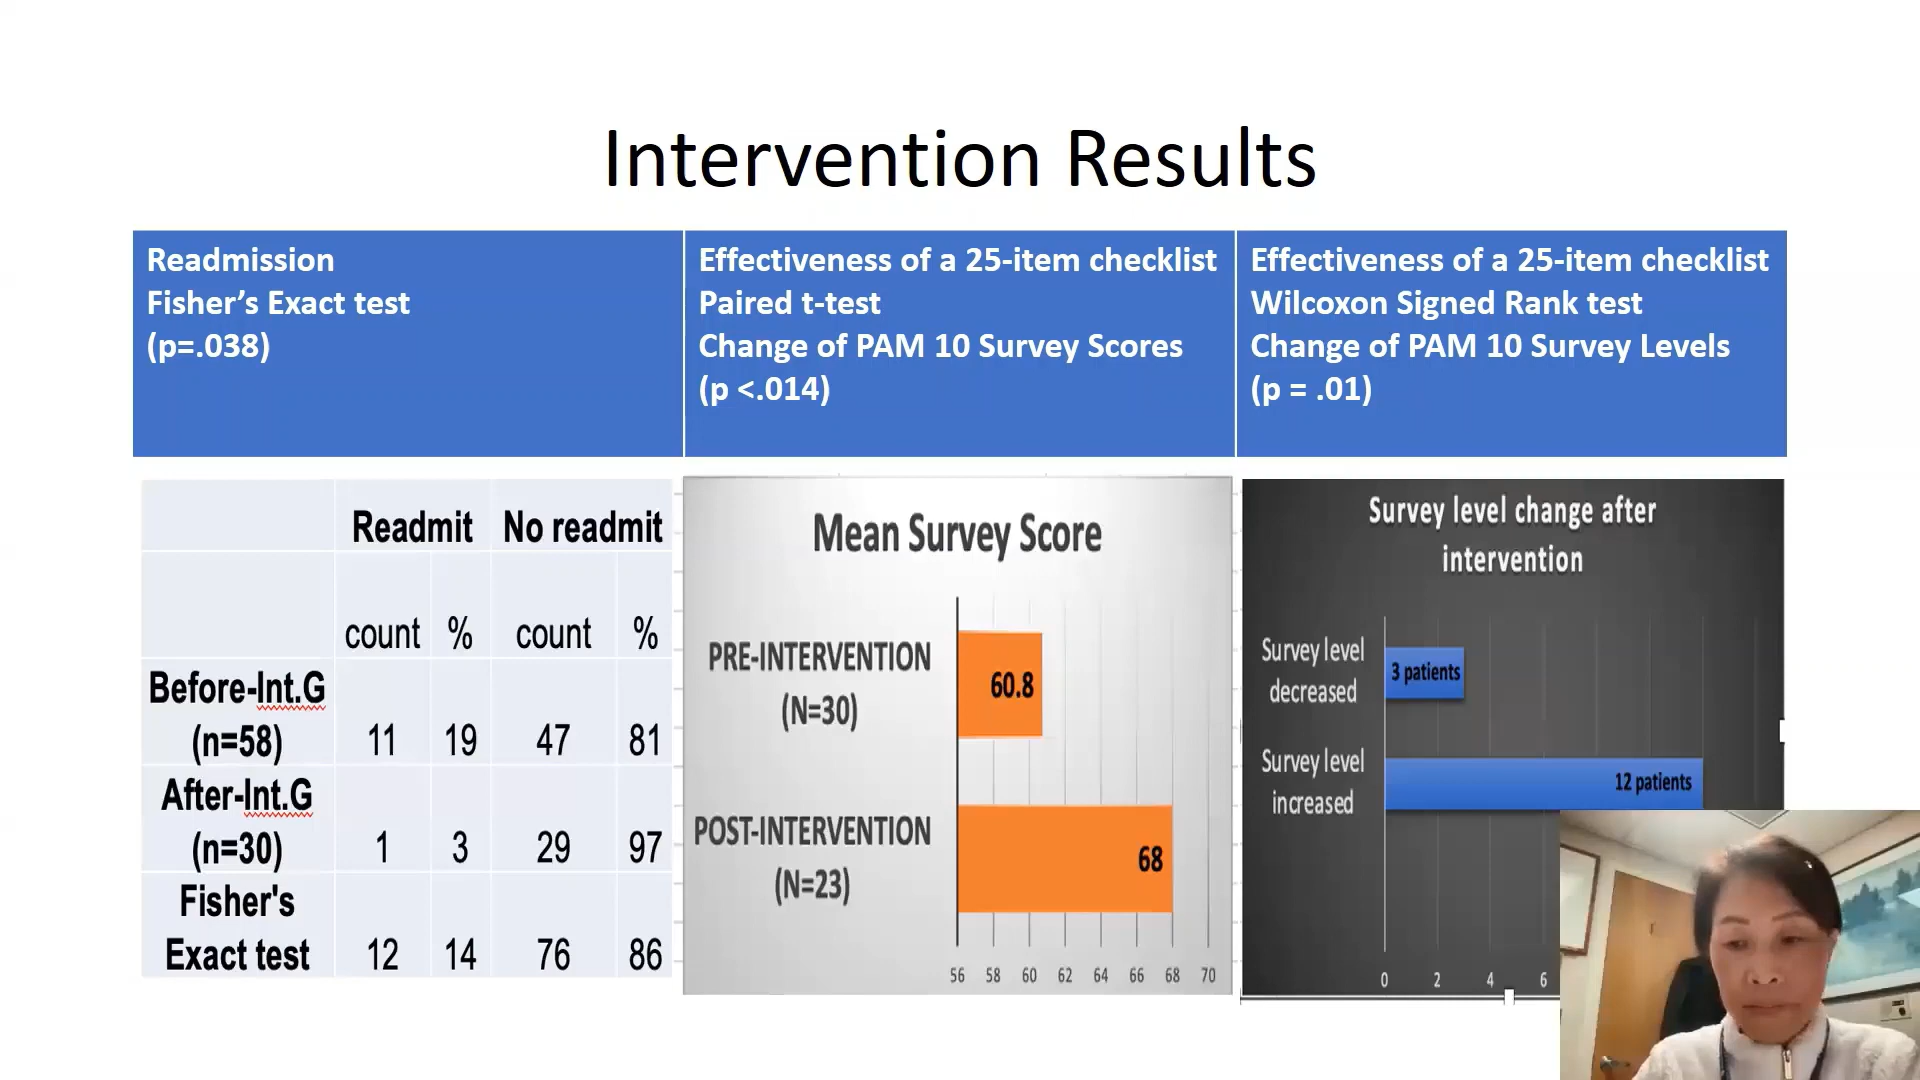 Intervention Results
Readmission
Fisher’s Exact test
(p=.038)
Effectiveness of a 25-item checklist
Paired t-test
Change of PAM 10 Survey Scores
(p <.014)
Effectiveness of a 25-item checklist
Wilcoxon Signed Rank test
Change of PAM 10 Survey Levels
(p = .01)
Readmit No readmit
count % count %
Before-Int.G
(n=58) 11 19 47 81
After-Int.G
(n=30) 1 3 29 97
Fisher's
Exact test 12 14 76 86
Mean Survey Score
PRE-INTERVENTION
(N=30)
60.8
POST-INTERVENTION
(N=23)
68
56 58 60 62 64 66 68 70
Survey level change after
intervention
Survey level
decreased
3 patients
Survey level
increased
12 patients
0 2 4 6